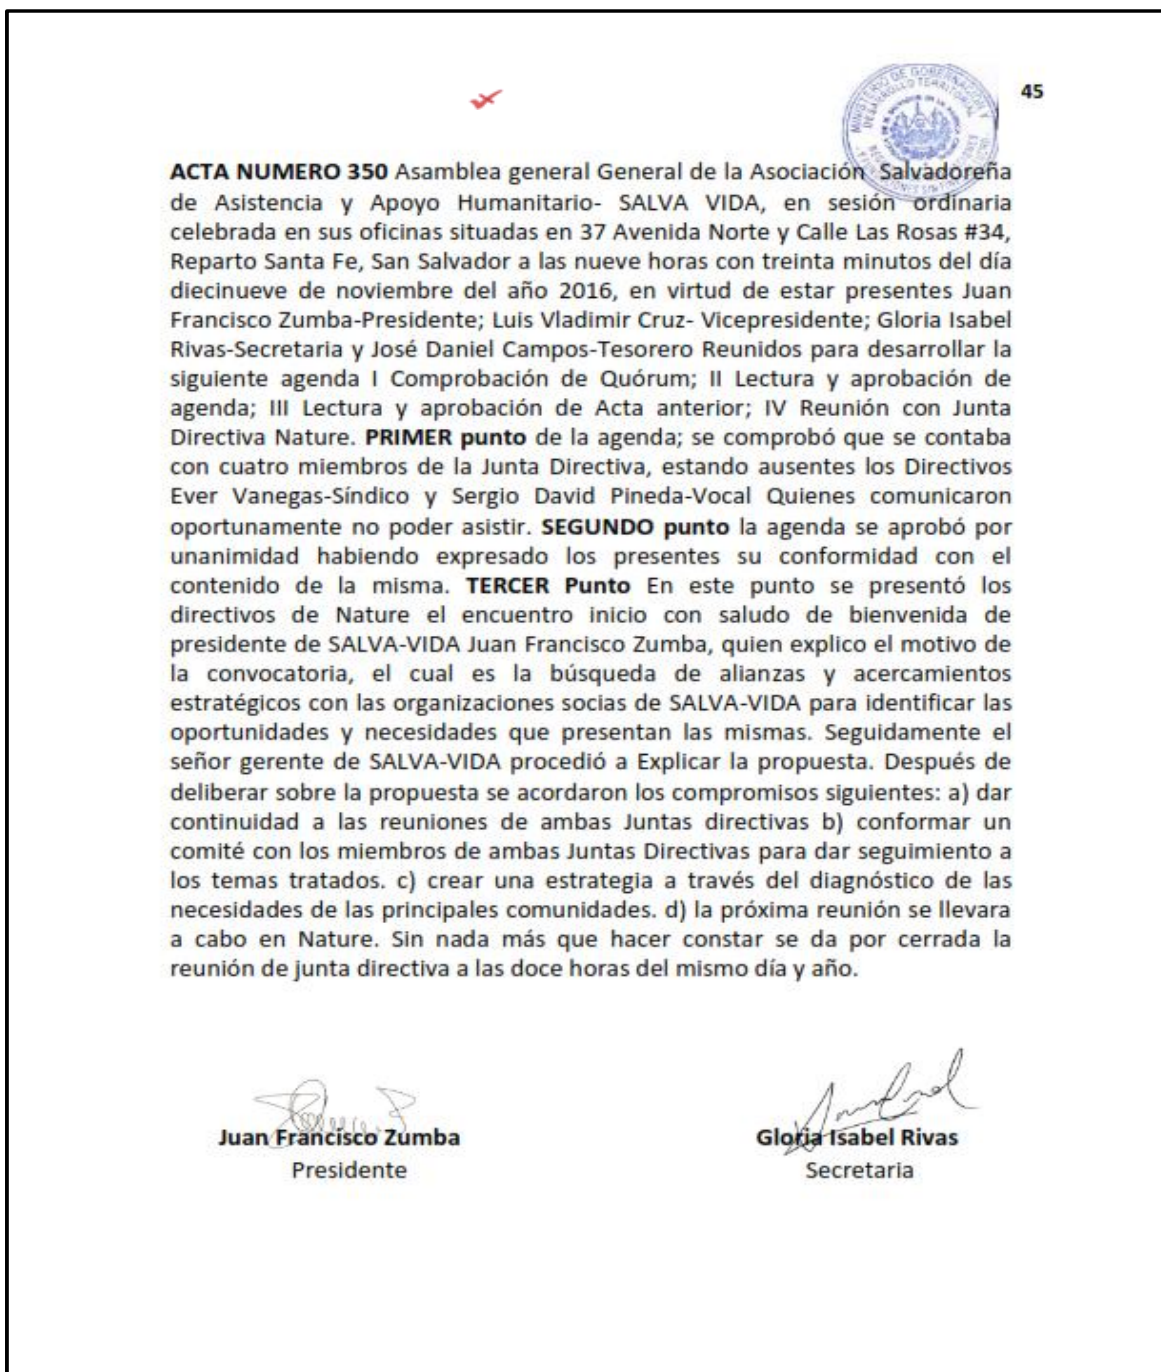 45
MINISTERIO DE GOBERNACION Y
DESARROLLO TERRITORIAL
ACTA NUMERO 350 Asamblea general General de la Asociación Salvadoreña
de Asistencia y Apoyo Humanitario- SALVA VIDA, en sesión ordinaria
celebrada en sus oficinas situadas en 37 Avenida Norte y Calle Las Rosas #34,
Reparto Santa Fe, San Salvador a las nueve horas con treinta minutos del día
diecinueve de noviembre del año 2016, en virtud de estar presentes Juan
Francisco Zumba-Presidente; Luis Vladimir Cruz- Vicepresidente; Gloria Isabel
Rivas-Secretaria y José Daniel Campos-Tesorero Reunidos para desarrollar la
siguiente agenda I Comprobación de Quórum; II Lectura y aprobación de
agenda; III Lectura y aprobación de Acta anterior; IV Reunión con Junta
Directiva Nature. PRIMER punto de la agenda; se comprobó que se contaba
con cuatro miembros de la Junta Directiva, estando ausentes los Directivos
Ever Vanegas-Síndico y Sergio David Pineda-Vocal Quienes comunicaron
oportunamente no poder asistir. SEGUNDO punto la agenda se aprobó por
unanimidad habiendo expresado los presentes su conformidad con el
contenido de la misma. TERCER Punto En este punto se presentó los
directivos de Nature el encuentro inicio con saludo de bienvenida de
presidente de SALVA-VIDA Juan Francisco Zumba, quien explico el motivo de
la convocatoria, el cual es la búsqueda de alianzas y acercamientos
estratégicos con las organizaciones socias de SALVA-VIDA para identificar las
oportunidades y necesidades que presentan las mismas. Seguidamente el
señor gerente de SALVA-VIDA procedió a Explicar la propuesta. Después de
deliberar sobre la propuesta se acordaron los compromisos siguientes: a) dar
continuidad a las reuniones de ambas Juntas directivas b) conformar un
comité con los miembros de ambas Juntas Directivas para dar seguimiento a
los temas tratados. c) crear una estrategia a través del diagnóstico de las
necesidades de las principales comunidades. d) la próxima reunión se llevara
a cabo en Nature. Sin nada más que hacer constar se da por cerrada la
reunión de junta directiva a las doce horas del mismo día y año.
Juan Francisco Zumba
Presidente
Gloria Isabel Rivas
Secretaria